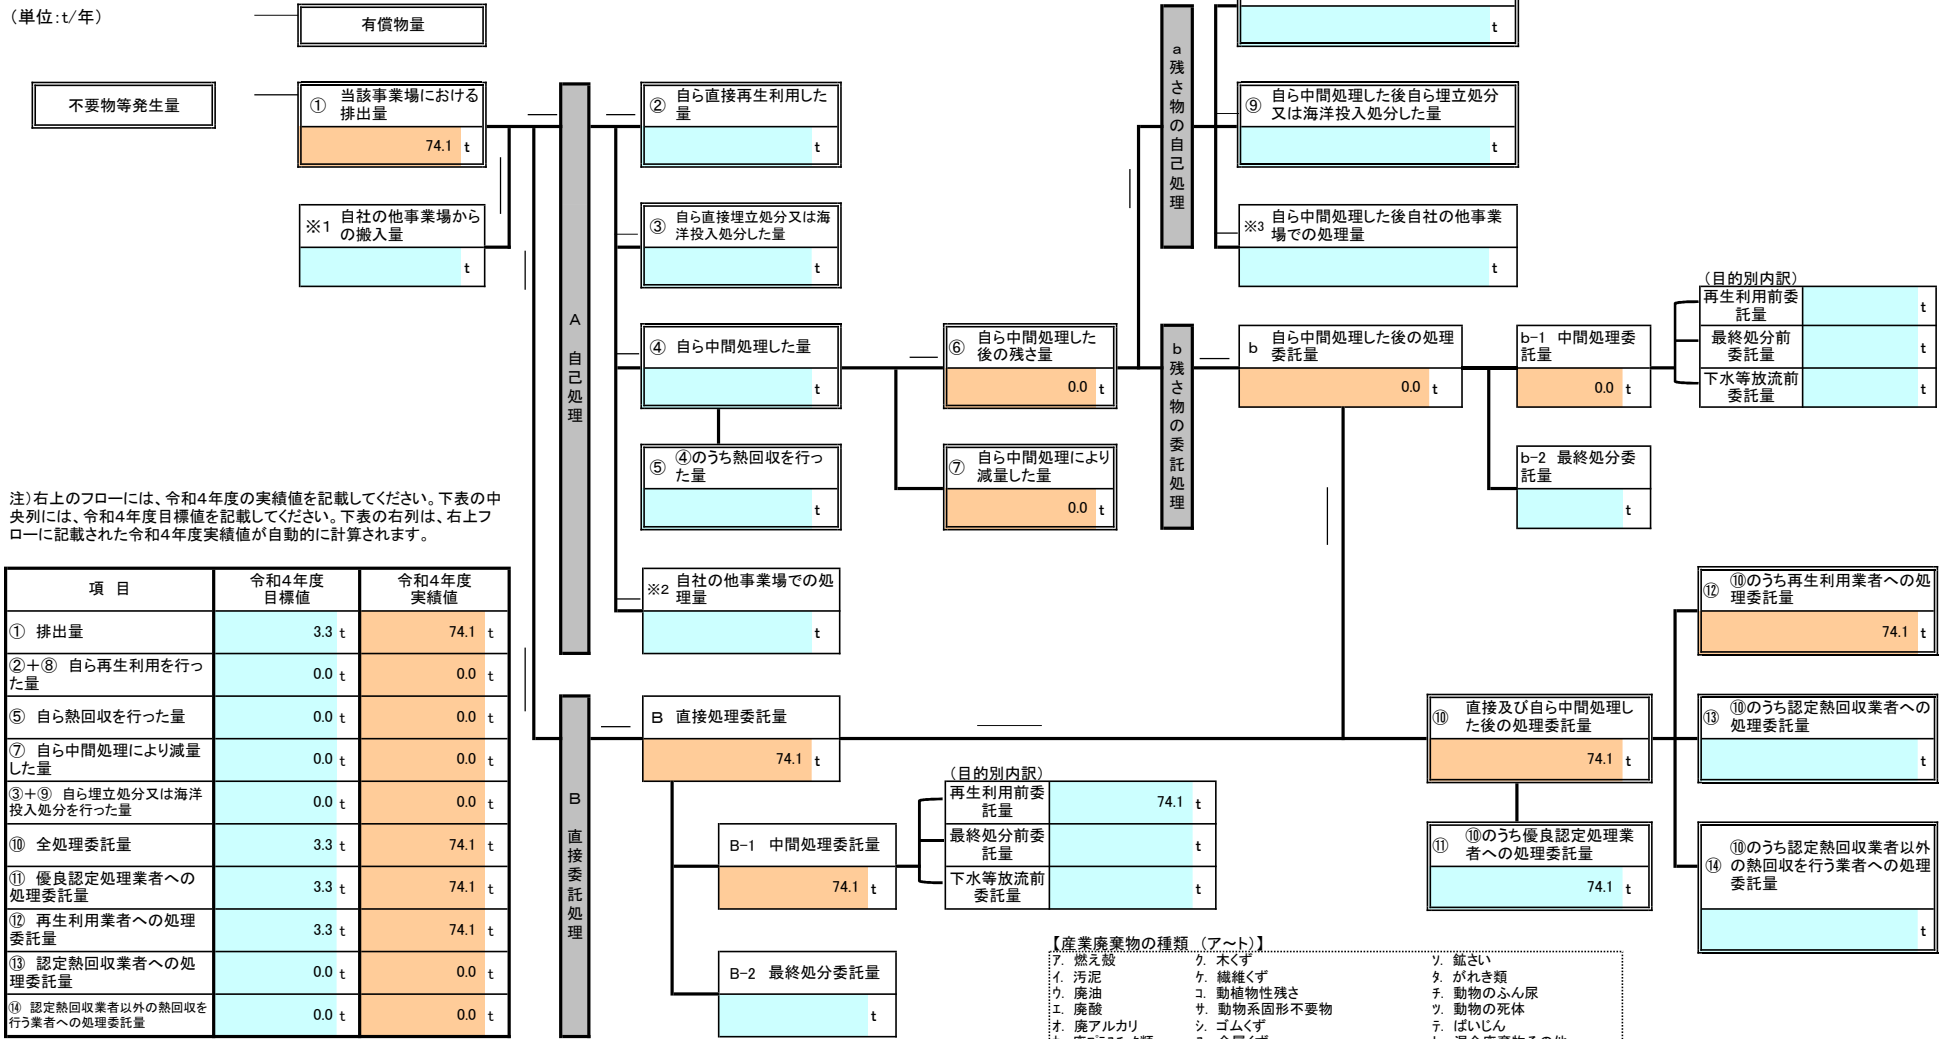 (単位:t/年)
有償物量
不要物等発生量
① 当該事業場における
排出量
74.1 t
※1 自社の他事業場から
の搬入量
t
A 自己処理
② 自ら直接再生利用した
量
t
③ 自ら直接埋立処分又は海
洋投入処分した量
t
④ 自ら中間処理した量
t
⑤ ④のうち熱回収を行っ
た量
t
※2 自社の他事業場での処
理量
t
⑥ 自ら中間処理した
後の残さ量
0.0 t
⑦ 自ら中間処理により
減量した量
0.0 t
a 残さ物の自己処理
t
⑨ 自ら中間処理した後自ら埋立処分
又は海洋投入処分した量
t
※3 自ら中間処理した後自社の他事業
場での処理量
t
b 残さ物の委託処理
b 自ら中間処理した後の処理
委託量
0.0 t
b-1 中間処理委
託量
0.0 t
b-2 最終処分委
託量
t
(目的別内訳)
再生利用前委
託量
t
最終処分前
委託量
t
下水等放流前
委託量
t
注)右上のフローには、令和4年度の実績値を記載してください。下表の中
央列には、令和4年度目標値を記載してください。下表の右列は、右上フ
ローに記載された令和4年度実績値が自動的に計算されます。
項 目 令和4年度
目標値 令和4年度
実績値
① 排出量 3.3 t 74.1 t
②+⑧ 自ら再生利用を行っ
た量 0.0 t 0.0 t
⑤ 自ら熱回収を行った量 0.0 t 0.0 t
⑦ 自ら中間処理により減量
した量 0.0 t 0.0 t
③+⑨ 自ら埋立処分又は海洋
投入処分を行った量 0.0 t 0.0 t
⑩ 全処理委託量 3.3 t 74.1 t
⑪ 優良認定処理業者への
処理委託量 3.3 t 74.1 t
⑫ 再生利用業者への処理
委託量 3.3 t 74.1 t
⑬ 認定熱回収業者への処
理委託量 0.0 t 0.0 t
⑭ 認定熱回収業者以外の熱回収を
行う業者への処理委託量 0.0 t 0.0 t
B 直接委託処理
B 直接処理委託量
74.1 t
B-1 中間処理委託量
74.1 t
B-2 最終処分委託量
t
(目的別内訳)
再生利用前委
託量
74.1 t
最終処分前委
託量
t
下水等放流前
委託量
t
⑩ 直接及び自ら中間処理し
た後の処理委託量
74.1 t
⑪ ⑩のうち優良認定処理業
者への処理委託量
74.1 t
⑫ ⑩のうち再生利用業者への処
理委託量
74.1 t
⑬ ⑩のうち認定熱回収業者への
処理委託量
t
⑭ ⑩のうち認定熱回収業者以外
の熱回収を行う業者への処理
委託量
t
【産業廃棄物の種類 (ア~ト)】
ア. 燃え殻 ク. 木くず ソ. 鉱さい
イ. 汚泥 ケ. 繊維くず タ. がれき類
ウ. 廃油 コ. 動植物性残さ チ. 動物のふん尿
エ. 廃酸 サ. 動物系固形不要物 ツ. 動物の死体
オ. 廃アルカリ シ. ゴムくず テ. ばいじん